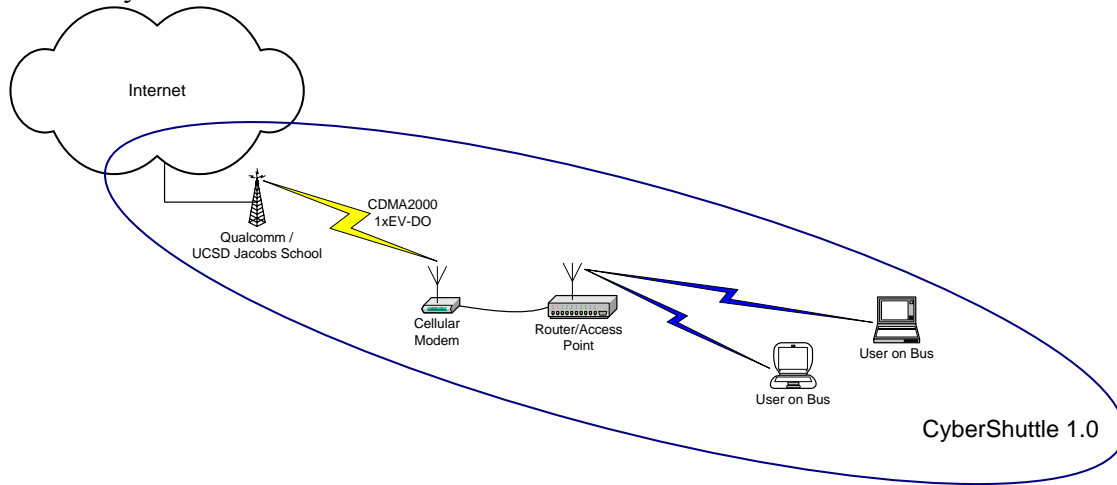 Internet
CDMA2000
1xEV-DO
Qualcomm /
UCSD Jacobs School
Cellular
Modem
Router/Access
Point
User on Bus
User on Bus
CyberShuttle 1.0